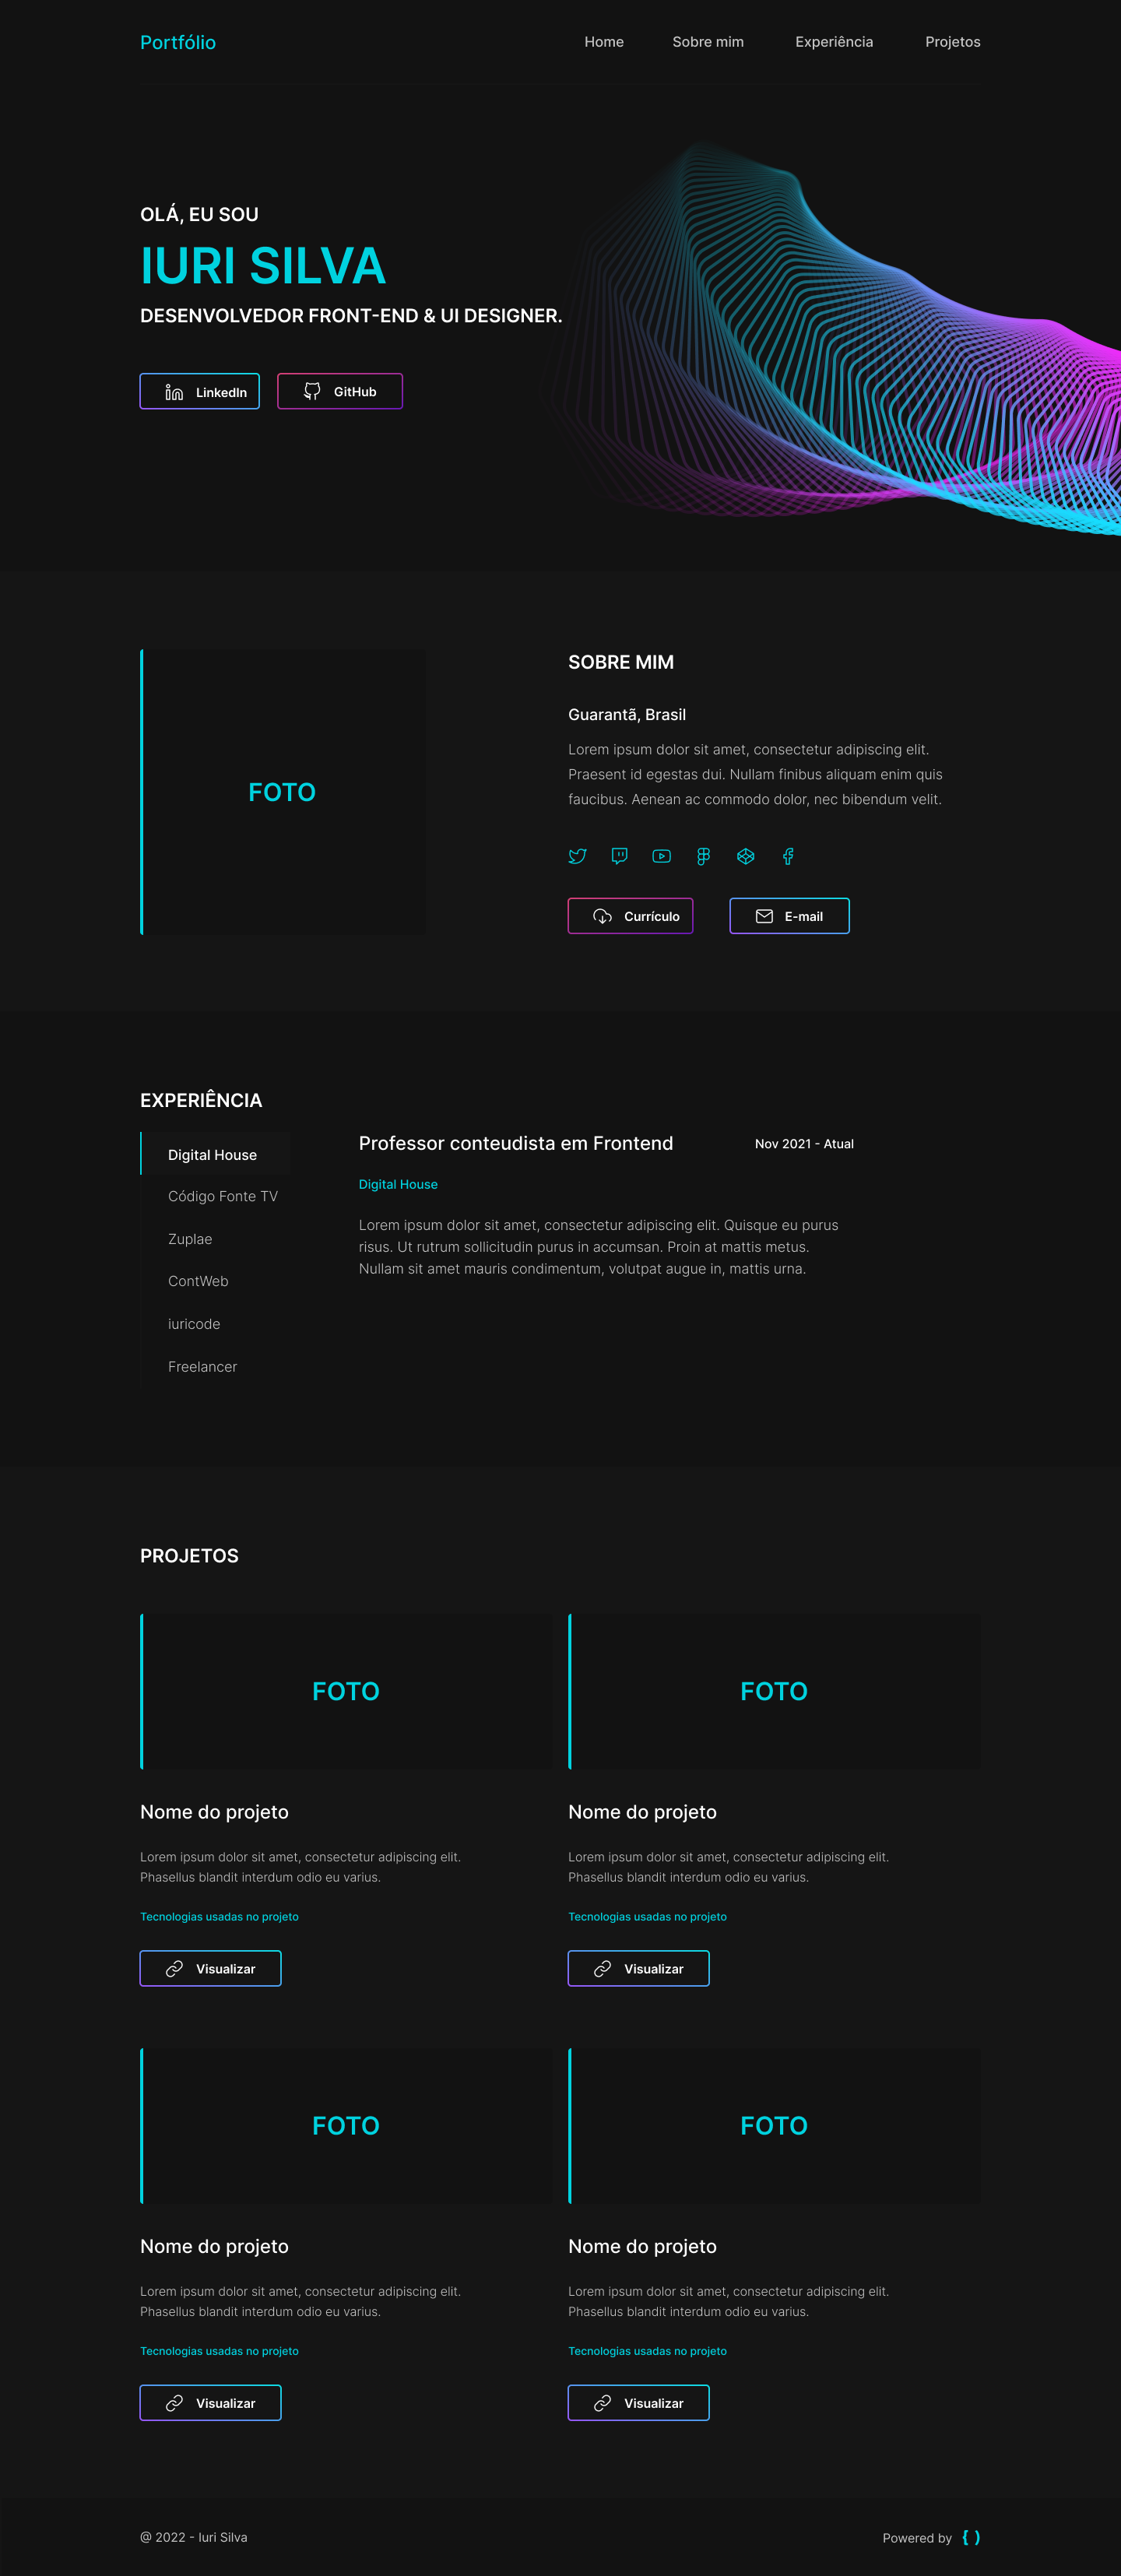 Portfólio
Home
Sobre mim
Experiência
Projetos
OLÁ, EU SOU
IURI SILVA
DESENVOLVEDOR FRONT-END & UI DESIGNER.
LinkedIn
GitHub
FOTO
SOBRE MIM
Guarantã, Brasil
Lorem ipsum dolor sit amet, consectetur adipiscing elit.
Praesent id egestas dui. Nullam finibus aliquam enim quis
faucibus. Aenean ac commodo dolor, nec bibendum velit.
Currículo
E-mail
EXPERIÊNCIA
Digital House
Código Fonte TV
Zuplae
ContWeb
iuricode
Freelancer
Professor conteudista em Frontend
Nov 2021 - Atual
Digital House
Lorem ipsum dolor sit amet, consectetur adipiscing elit. Quisque eu purus
risus. Ut rutrum sollicitudin purus in accumsan. Proin at mattis metus.
Nullam sit amet mauris condimentum, volutpat augue in, mattis urna.
PROJETOS
FOTO
Nome do projeto
Lorem ipsum dolor sit amet, consectetur adipiscing elit.
Phasellus blandit interdum odio eu varius.
Tecnologias usadas no projeto
Visualizar
FOTO
Nome do projeto
Lorem ipsum dolor sit amet, consectetur adipiscing elit.
Phasellus blandit interdum odio eu varius.
Tecnologias usadas no projeto
Visualizar
FOTO
Nome do projeto
Lorem ipsum dolor sit amet, consectetur adipiscing elit.
Phasellus blandit interdum odio eu varius.
Tecnologias usadas no projeto
Visualizar
FOTO
Nome do projeto
Lorem ipsum dolor sit amet, consectetur adipiscing elit.
Phasellus blandit interdum odio eu varius.
Tecnologias usadas no projeto
Visualizar
@ 2022 - Iuri Silva
Powered by { )